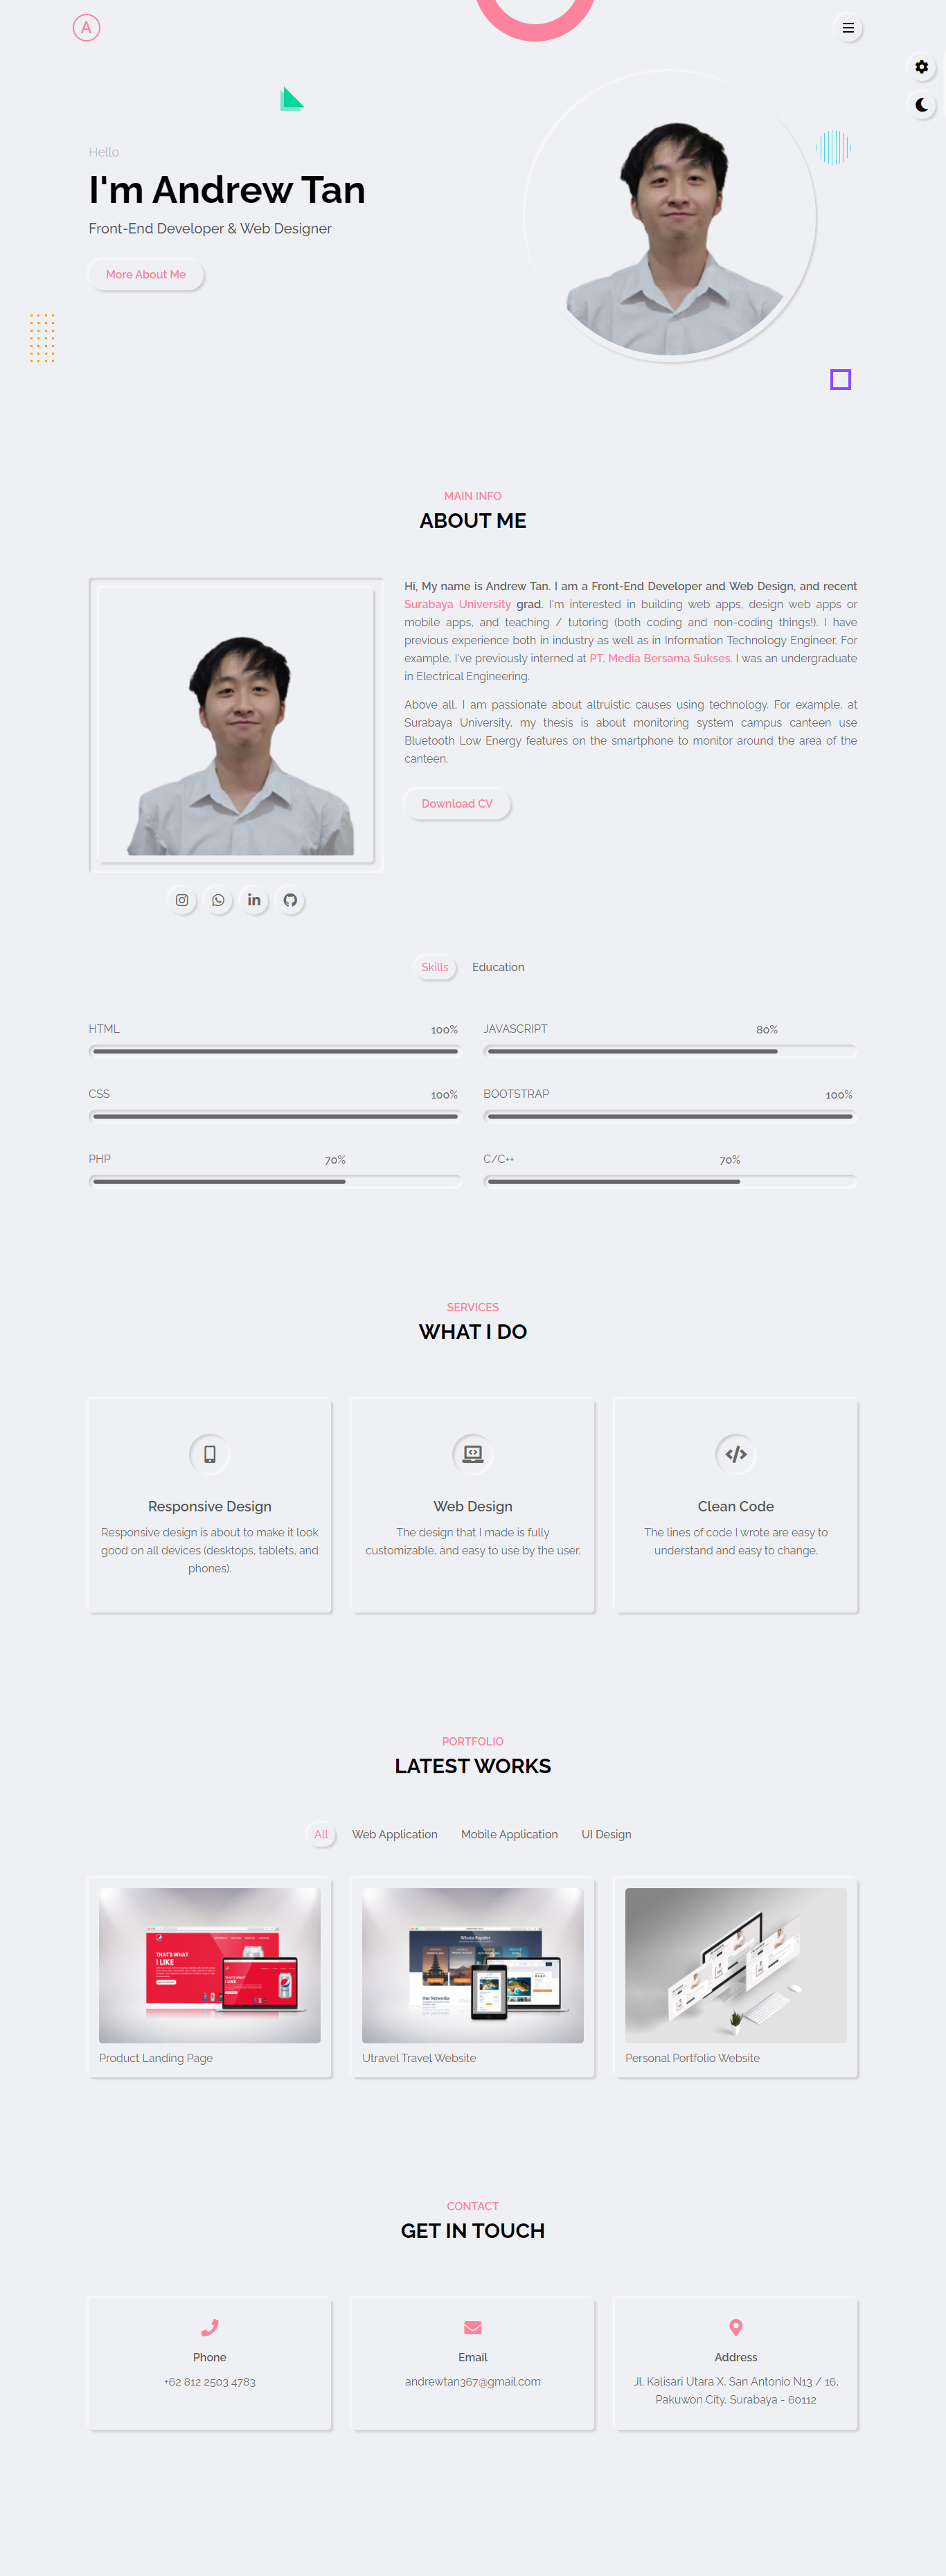 A
Hello
I'm Andrew Tan
Front-End Developer & Web Designer
More About Me
MAIN INFO
ABOUT ME
Hi, My name is Andrew Tan. I am a Front-End Developer and Web Design, and recent
Surabaya University grad. I'm interested in building web apps, design web apps or
mobile apps, and teaching / tutoring (both coding and non-coding things!). I have
previous experience both in industry as well as in Information Technology Engineer. For
example, I've previously interned at PT. Media Bersama Sukses. I was an undergraduate
in Electrical Engineering.
Above all, I am passionate about altruistic causes using technology. For example, at
Surabaya University, my thesis is about monitoring system campus canteen use
Bluetooth Low Energy features on the smartphone to monitor around the area of the
canteen.
Download CV
Skills Education
HTML 100% JAVASCRIPT 80%
CSS 100% BOOTSTRAP 100%
PHP 70% C/C++ 70%
SERVICES
WHAT I DO
Responsive Design
Responsive design is about to make it look
good on all devices (desktops, tablets, and
phones).
Web Design
The design that I made is fully
customizable, and easy to use by the user.
Clean Code
The lines of code I wrote are easy to
understand and easy to change.
PORTFOLIO
LATEST WORKS
All Web Application Mobile Application UI Design
THAT'S WHAT
I LIKE
Product Landing Page
Wisata Populer
Our Networks
Utravel Travel Website
Personal Portfolio Website
CONTACT
GET IN TOUCH
Phone
+62 812 2503 4783
Email
andrewtan367@gmail.com
Address
Jl. Kalisari Utara X, San Antonio N13 / 16,
Pakuwon City, Surabaya - 60112